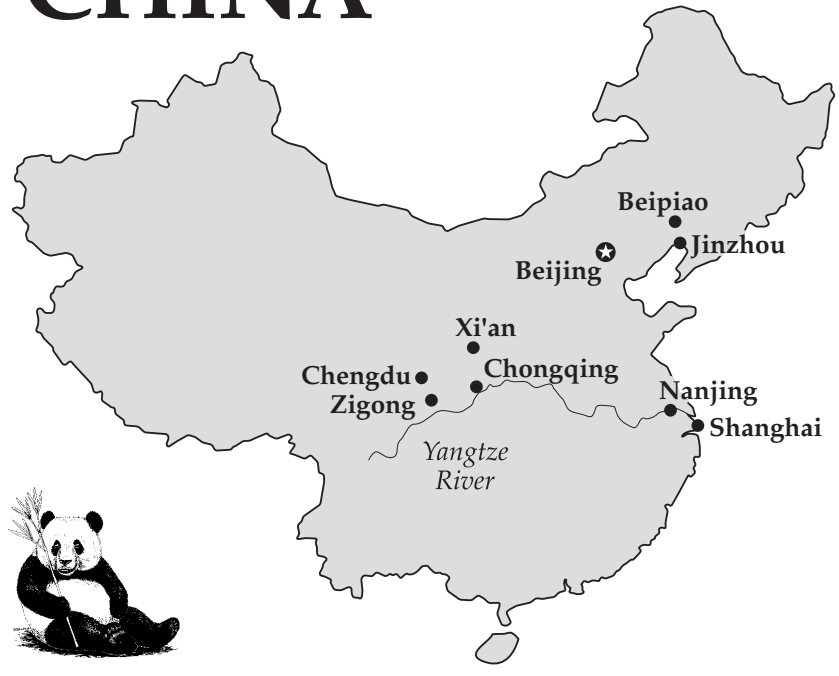 CHINA
Beipiao
Jinzhou
Beijing
Xi'an
Chengdu
Chongqing
Zigong
Nanjing
Shanghai
Yangtze
River